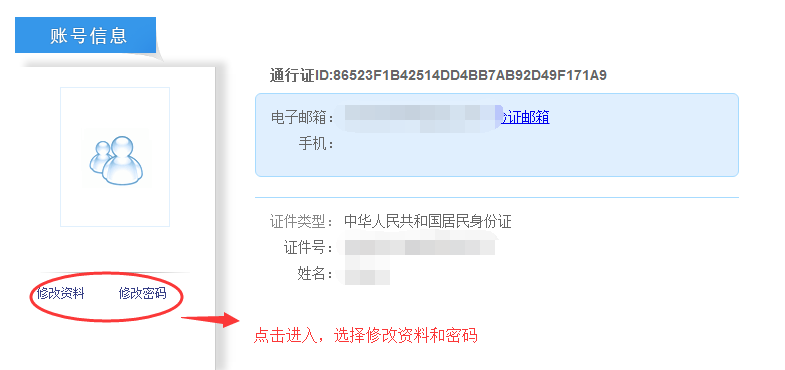 账号信息
通行证ID:86523F1B42514DD4BB7AB92D49F171A9
电子邮箱： 证邮箱
手机：
证件类型： 中华人民共和国居民身份证
证件号：
姓名：
修改资料 修改密码
点击进入，选择修改资料和密码